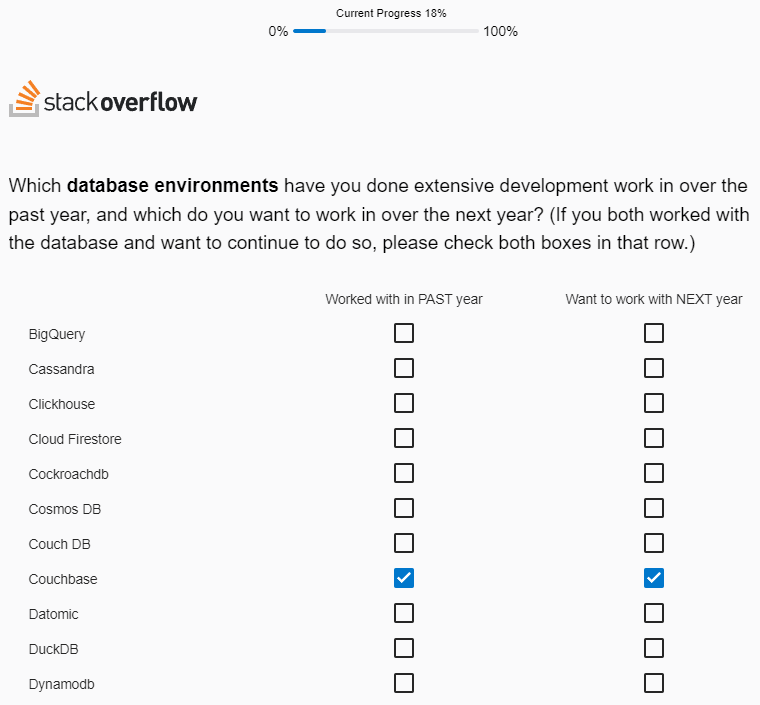 Current Progress 18%
0% 100%
stackoverflow
Which database environments have you done extensive development work in over the
past year, and which do you want to work in over the next year? (If you both worked with
the database and want to continue to do so, please check both boxes in that row.)
Worked with in PAST year Want to work with NEXT year
BigQuery
Cassandra
Clickhouse
Cloud Firestore
Cockroachdb
Cosmos DB
Couch DB
Couchbase
Datomic
DuckDB
Dynamodb